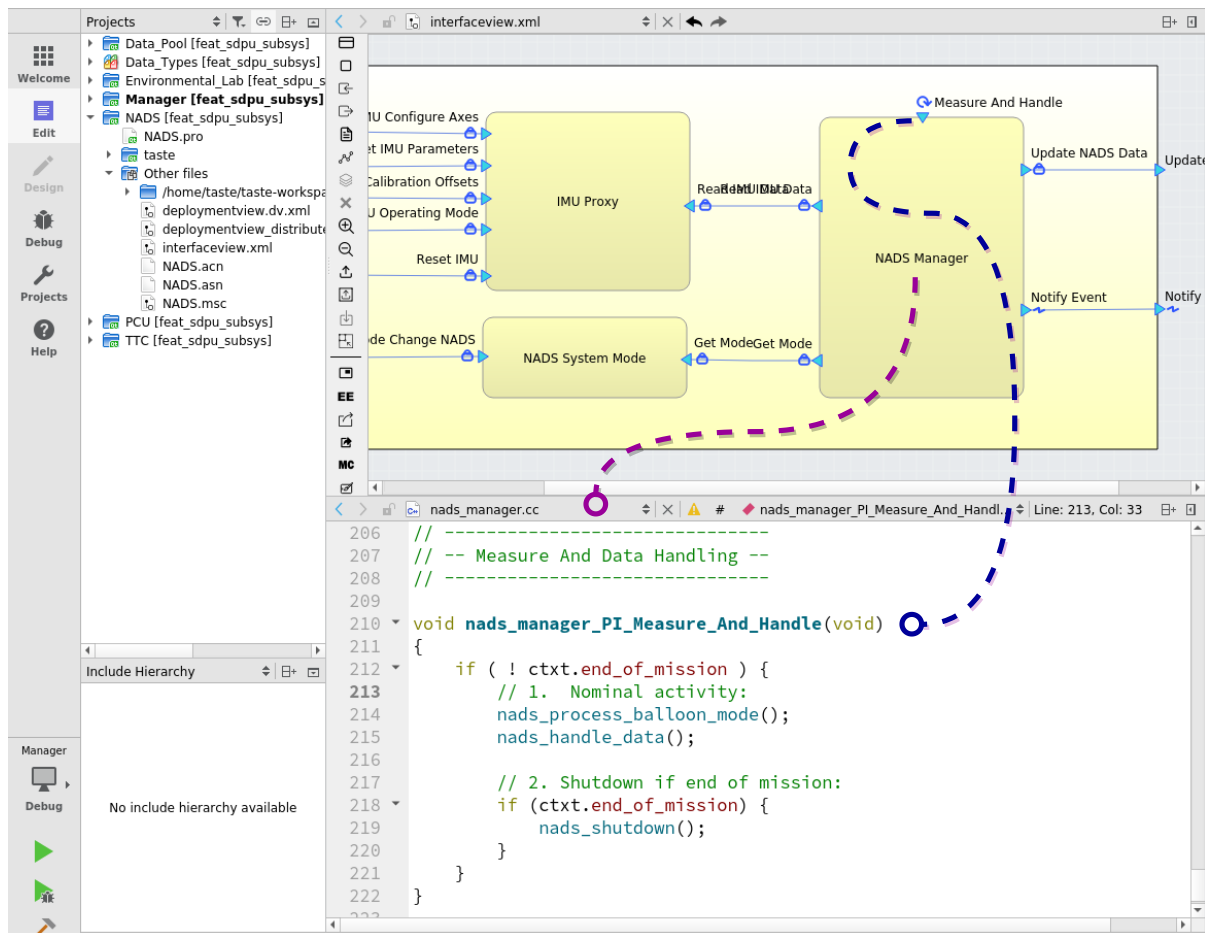 Projects
Welcome
Edit
Design
Debug
Projects
Help
Manager
Debug
Data_Pool [feat_sdpu_subsys]
Data_Types [feat_sdpu_subsys]
Environmental_Lab [feat_sdpu_s
Manager [feat_sdpu_subsys]
NADS [feat_sdpu_subsys]
NADS.pro
taste
Other files
/home/taste/taste-workspa
deploymentview.dv.xml
deploymentview_distribute
interfaceview.xml
NADS.acn
NADS.asn
NADS.msc
PCU [feat_sdpu_subsys]
TTC [feat_sdpu_subsys]
Include Hierarchy
No include hierarchy available
interfaceview.xml
EE
MC
MU Configure Axes
et IMU Parameters
Calibration Offsets
U Operating Mode
Reset IMU
IMU Proxy
ode Change NADS
NADS System Mode
Get Mode
Get Mode
Measure And Handle
NADS Manager
Update NADS Data
Update
Notify Event
Notify
nads_manager.cc
#
nads_manager_PI_Measure_And_Handl...
Line: 213, Col: 33
206 // -------------------------------
207 // -- Measure And Data Handling --
208 // -------------------------------
209
210 void nads_manager_PI_Measure_And_Handle(void)
211 {
212 if ( ! ctxt.end_of_mission ) {
213 // 1.  Nominal activity:
214 nads_process_balloon_mode();
215 nads_handle_data();
216
217 // 2. Shutdown if end of mission:
218 if (ctxt.end_of_mission) {
219 nads_shutdown();
220 }
221 }
222 }